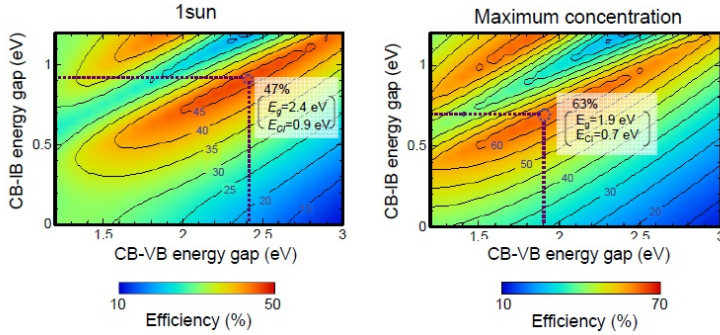 1sun
CB-IB energy gap (eV)
1
0.5
0
47%
Eg=2.4 eV
ECI=0.9 eV
45
40
35
30
25
20
1.5
2
2.5
3
CB-VB energy gap (eV)
10
50
Efficiency (%)
Maximum concentration
CB-IB energy gap (eV)
1
0.5
0
63%
Eg=1.9 eV
ECI=0.7 eV
60
50
40
30
20
1.5
2
2.5
3
CB-VB energy gap (eV)
10
70
Efficiency (%)